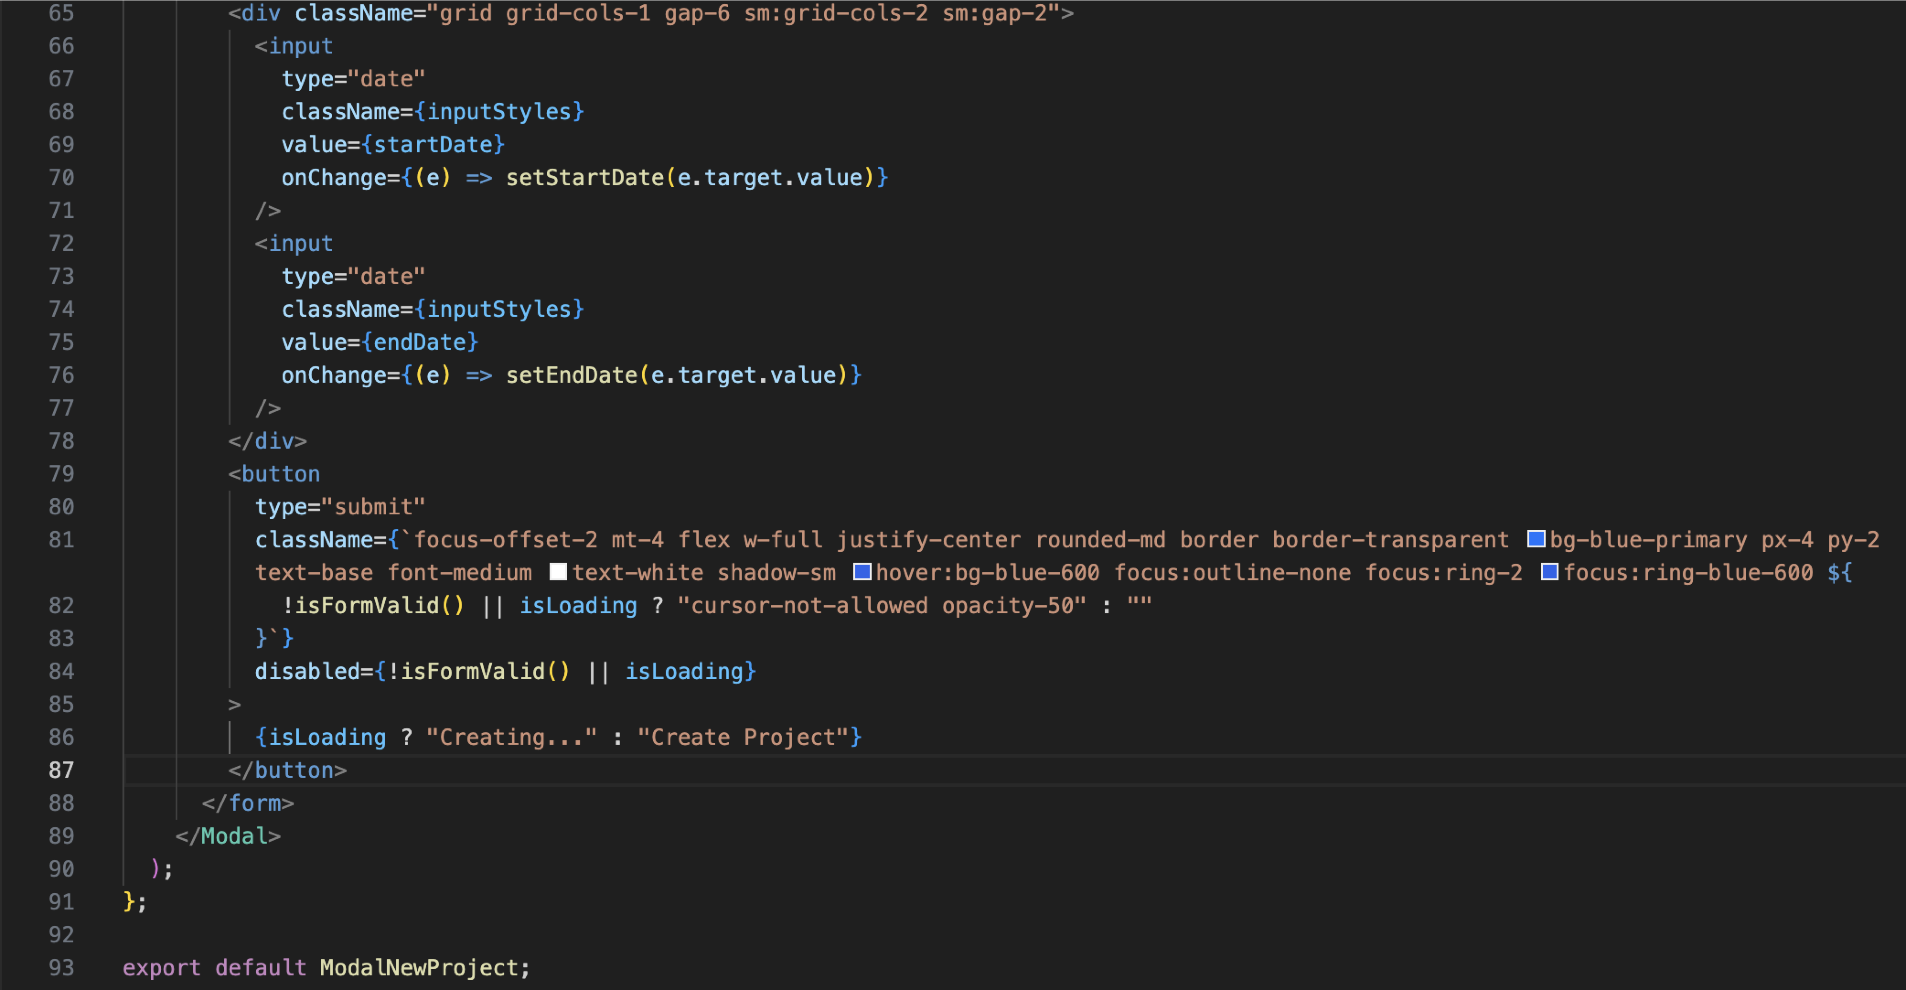 65 <div className="grid grid-cols-1 gap-6 sm:grid-cols-2 sm:gap-2">
66 <input
67 type="date"
68 className={inputStyles}
69 value={startDate}
70 onChange={(e) => setStartDate(e.target.value)}
71 />
72 <input
73 type="date"
74 className={inputStyles}
75 value={endDate}
76 onChange={(e) => setEndDate(e.target.value)}
77 />
78 </div>
79 <button
80 type="submit"
81 className={`focus-offset-2 mt-4 flex w-full justify-center rounded-md border border-transparent bg-blue-primary px-4 py-2
text-base font-medium text-white shadow-sm hover:bg-blue-600 focus:outline-none focus:ring-2 focus:ring-blue-600 ${
82 !isFormValid() || isLoading ? "cursor-not-allowed opacity-50" : ""
83 }`}
84 disabled={!isFormValid() || isLoading}
85 >
86 {isLoading ? "Creating..." : "Create Project"}
87 </button>
88 </form>
89 </Modal>
90 );
91 };
92
93 export default ModalNewProject;